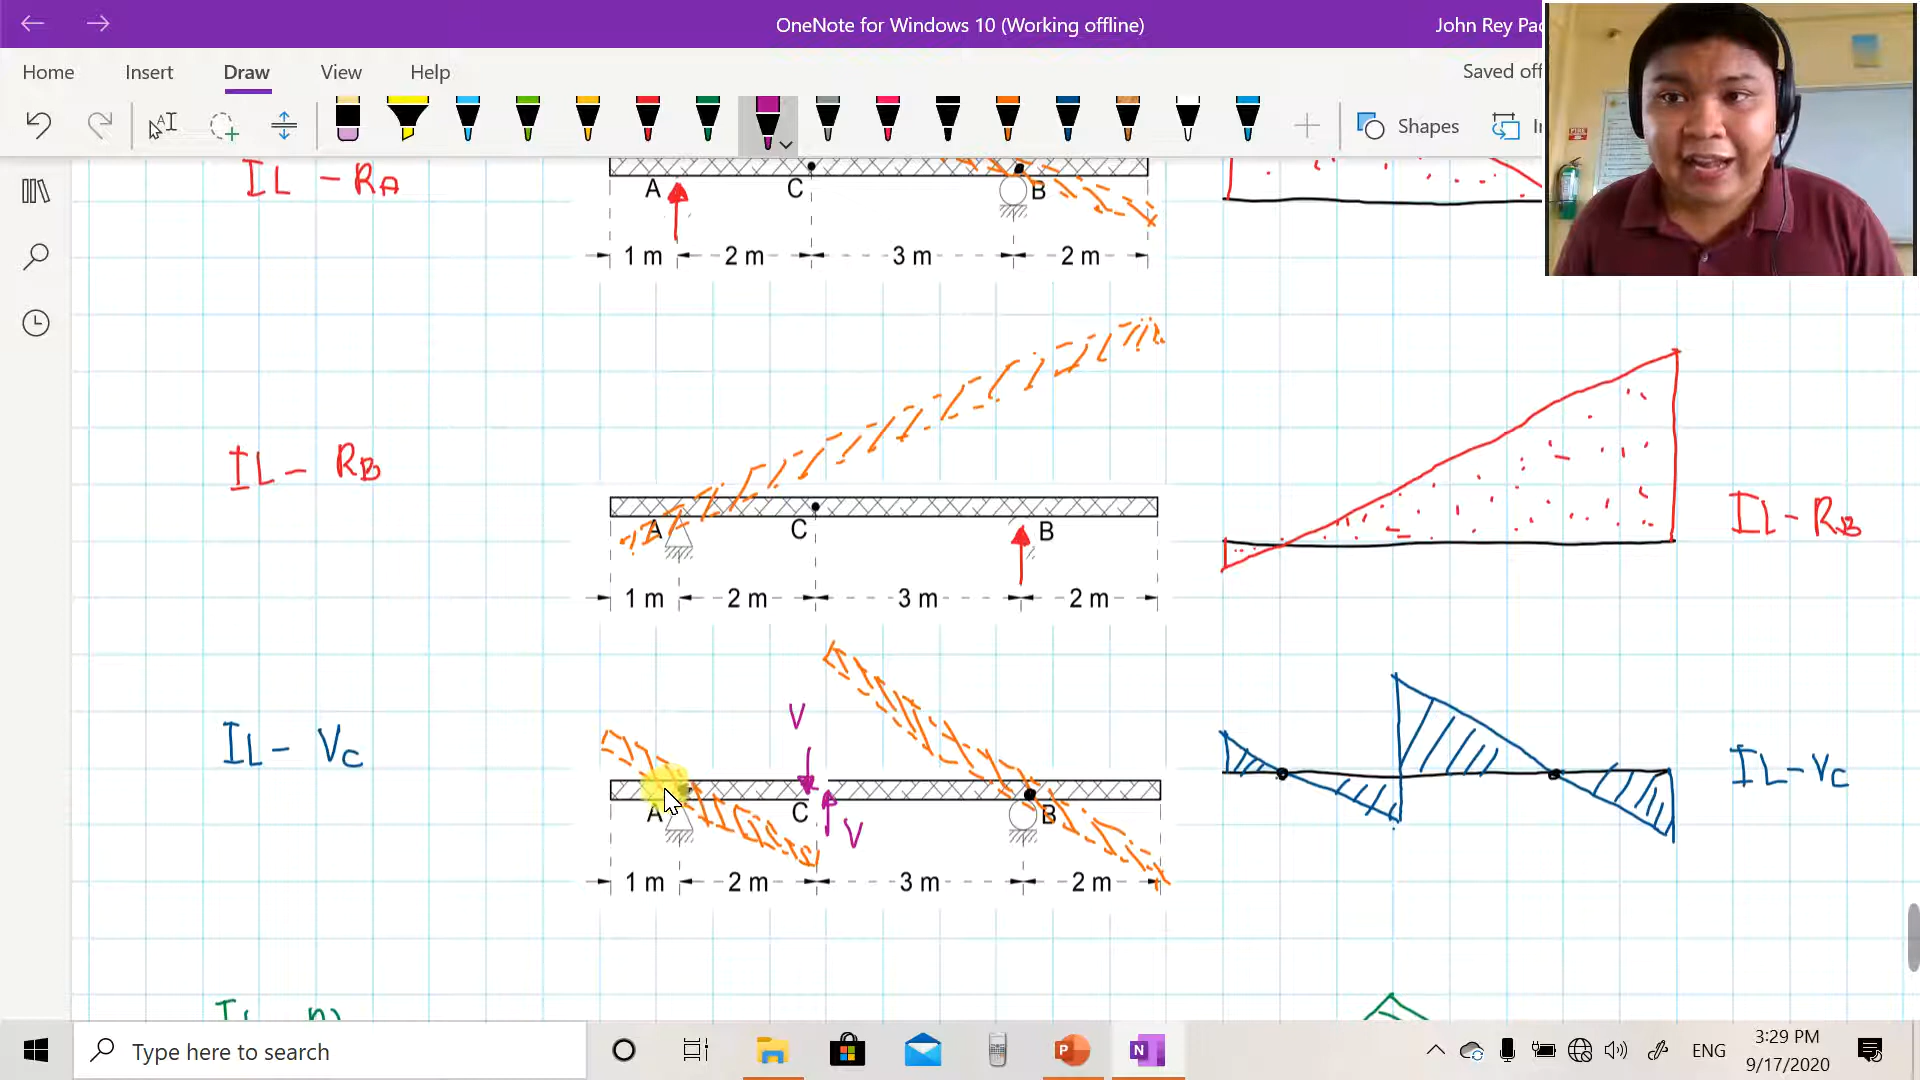 OneNote for Windows 10 (Working offline)
John Rey
Home Insert Draw View Help
Saved
Shapes
IL - RA
A C B
1 m 2 m 3 m 2 m
IL - RB
A C B
1 m 2 m 3 m 2 m
IL-RB
IL- VC
V
A C B
V
1 m 2 m 3 m 2 m
IL-VC
Type here to search
ENG
3:29 PM
9/17/2020